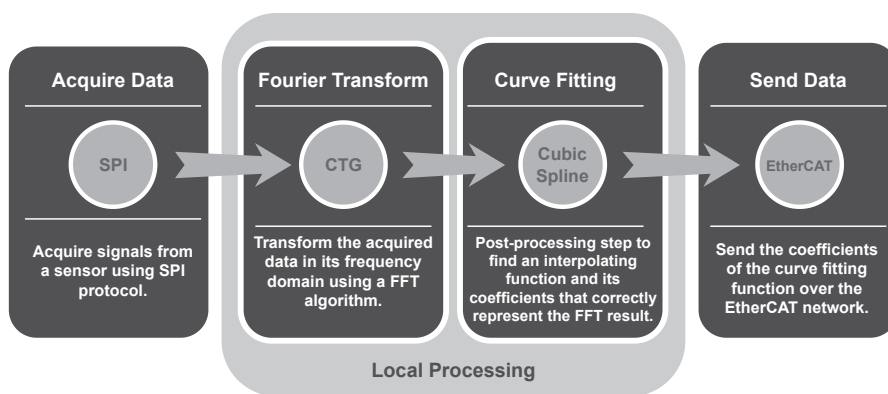 Acquire Data
SPI
Acquire signals from
a sensor using SPI
protocol.
Fourier Transform
CTG
Transform the acquired
data in its frequency
domain using a FFT
algorithm.
Curve Fitting
Cubic
Spline
Post-processing step to
find an interpolating
function and its
coefficients that correctly
represent the FFT result.
Send Data
EtherCAT
Send the coefficients
of the curve fitting
function over the
EtherCAT network.
Local Processing